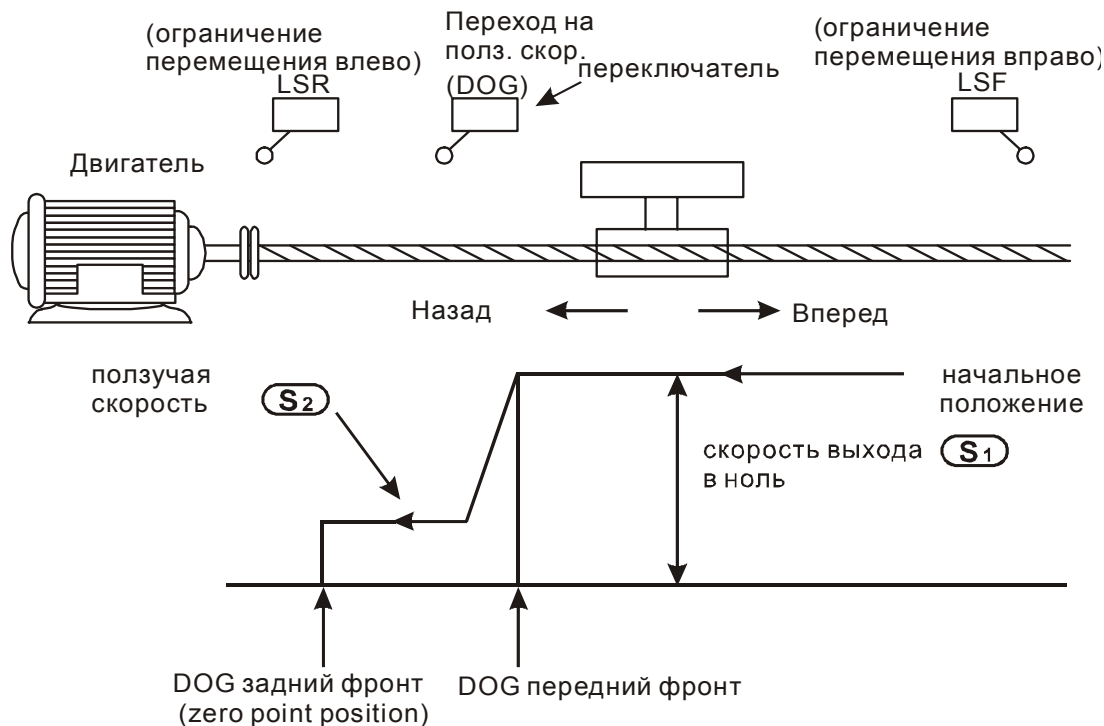 (ограничение
перемещения влево)
LSR
Переход на
полз. скор.
(DOG)
переключатель
(ограничение
перемещения вправо)
LSF
Двигатель
Назад
Вперед
ползучая
скорость
S2
начальное
положение
скорость выхода
в ноль
S1
DOG задний фронт
(zero point position)
DOG передний фронт